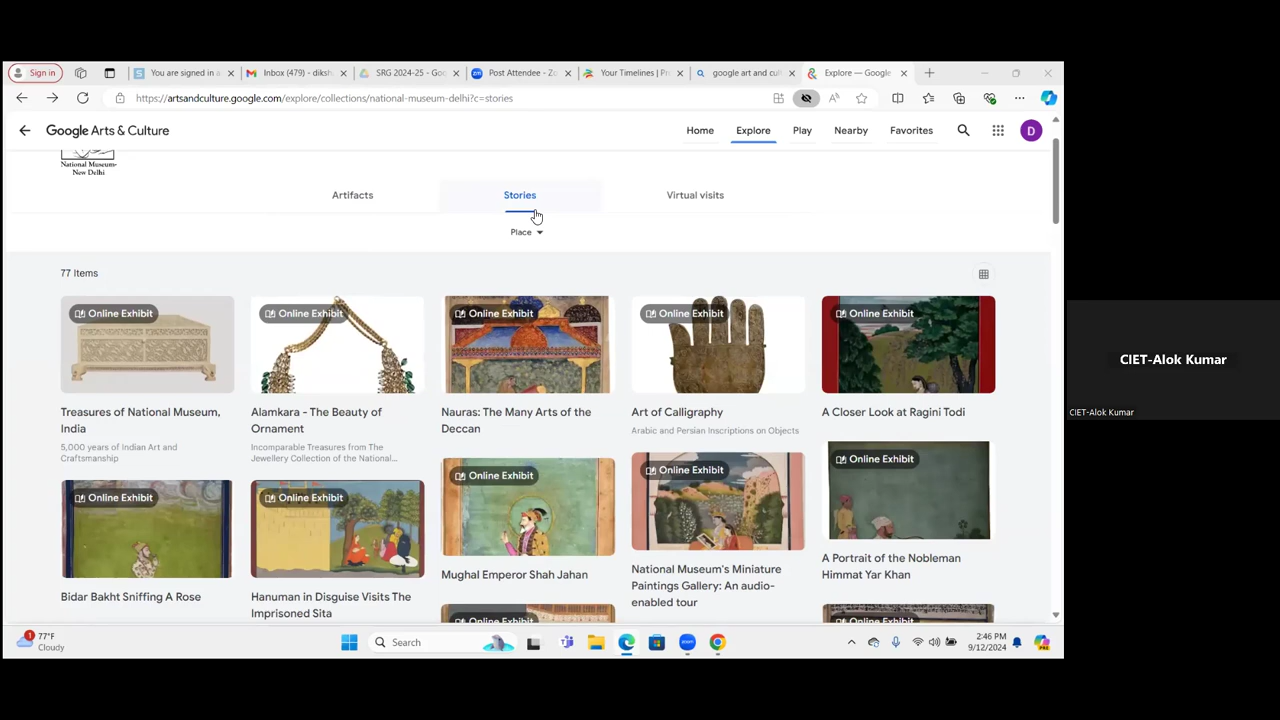 Sign in
You are signed in a
Inbox (479) - diksh
SRG 2024-25 - Goo
Post Attendee - Zo
Your Timelines | Pr
google art and cul
Explore — Google
https://artsandculture.google.com/explore/collections/national-museum-delhi?c=stories
Google Arts & Culture
Home
Explore
Play
Nearby
Favorites
D
National Museum-
New Delhi
Artifacts
Stories
Virtual visits
Place
77 Items
Online Exhibit
Treasures of National Museum,
India
5,000 years of Indian Art and
Craftsmanship
Online Exhibit
Alamkara - The Beauty of
Ornament
Incomparable Treasures from The
Jewellery Collection of the National...
Online Exhibit
Nauras: The Many Arts of the
Deccan
Online Exhibit
Art of Calligraphy
Arabic and Persian Inscriptions on Objects
Online Exhibit
A Closer Look at Ragini Todi
Online Exhibit
Bidar Bakht Sniffing A Rose
Online Exhibit
Hanuman in Disguise Visits The
Imprisoned Sita
Online Exhibit
Mughal Emperor Shah Jahan
Online Exhibit
National Museum's Miniature
Paintings Gallery: An audio-
enabled tour
Online Exhibit
A Portrait of the Nobleman
Himmat Yar Khan
Online Exhibit
Online Exhibit
Online Exhibit
1
77°F
Cloudy
Search
2:46 PM
9/12/2024
CIET-Alok Kumar
CIET-Alok Kumar